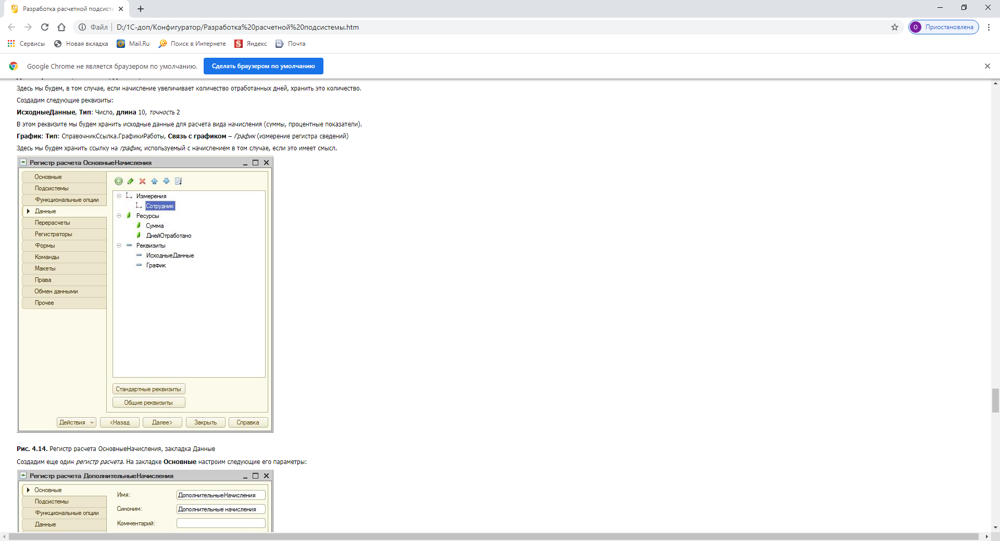 Разработка расчетной подсисте
Файл D:/1С-доп/Конфигуратор/Разработка%20расчетной%20подсистемы.htm
О Приостановлена
Сервисы Новая вкладка Mail.Ru Поиск в Интернете Яндекс Почта
Google Chrome не является браузером по умолчанию. Сделать браузером по умолчанию
Здесь мы будем, в том случае, если начисление увеличивает количество отработанных дней, хранить это количество.
Создадим следующие реквизиты:
ИсходныеДанные, Тип: Число, длина 10, точность 2
В этом реквизите мы будем хранить исходные данные для расчета вида начисления (суммы, процентные показатели).
График: Тип: СправочникСсылка.ГрафикиРаботы, Связь с графиком – График (измерение регистра сведений)
Здесь мы будем хранить ссылку на график, используемый с начислением в том случае, если это имеет смысл.
Регистр расчета ОсновныеНачисления
Основные
Подсистемы
Функциональные опции
Данные
Перерасчеты
Регистраторы
Формы
Команды
Макеты
Права
Обмен данными
Прочее
Измерения
Сотрудник
Ресурсы
Сумма
ДнейОтработано
Реквизиты
ИсходныеДанные
График
Стандартные реквизиты
Общие реквизиты
Действия <Назад Далее> Закрыть Справка
Рис. 4.14. Регистр расчета ОсновныеНачисления, закладка Данные
Создадим еще один регистр расчета. На закладке Основные настроим следующие его параметры:
Регистр расчета ДополнительныеНачисления
Основные
Подсистемы
Функциональные опции
Данные
Имя: ДополнительныеНачисления
Синоним: Дополнительные начисления
Комментарий: